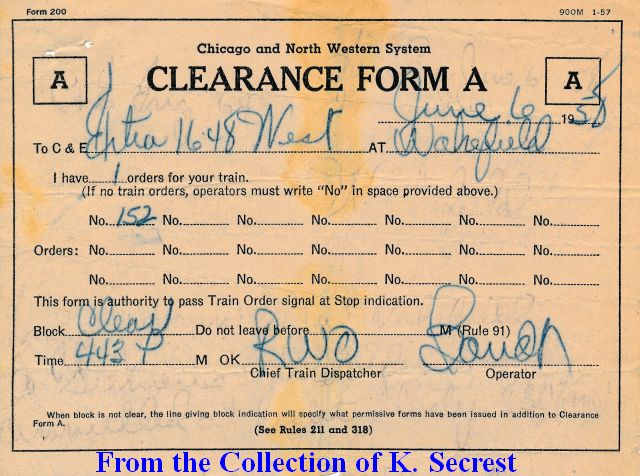 Form 200 900M 1-57
Chicago and North Western System
A CLEARANCE FORM A A
June 6 1958
To C & E Extra 1648 West AT Wakefield
I have 1 orders for your train.
(If no train orders, operators must write "No" in space provided above.)
No. 152 No. No. No. No. No. No.
Orders: No. No. No. No. No. No. No.
No. No. No. No. No. No. No.
This form is authority to pass Train Order signal at Stop indication.
Block Clear Do not leave before M (Rule 91)
Time 443 P M OK RWO
Chief Train Dispatcher Operator
When block is not clear, the line giving block indication will specify what permissive forms have been issued in addition to Clearance
Form A.
(See Rules 211 and 318)
From the Collection of K. Secrest